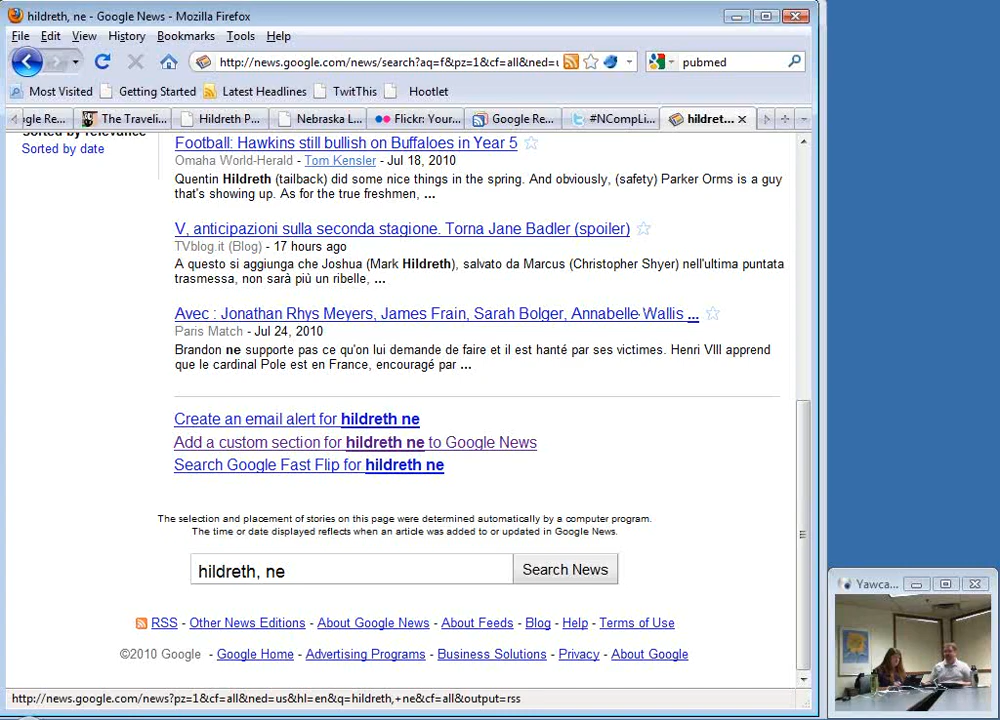 hildreth, ne - Google News - Mozilla Firefox
File Edit View History Bookmarks Tools Help
http://news.google.com/news/search?aq=f&pz=1&cf=all&ned=u
pubmed
Most Visited Getting Started Latest Headlines TwitThis Hootlet
gle Re... The Traveli... Hildreth P... Nebraska L... Flickr: Your... Google Re... #NCompLi... hildret...
Sorted by relevance
Sorted by date
Football: Hawkins still bullish on Buffaloes in Year 5
Omaha World-Herald - Tom Kensler - Jul 18, 2010
Quentin Hildreth (tailback) did some nice things in the spring. And obviously, (safety) Parker Orms is a guy
that's showing up. As for the true freshmen, ...
V, anticipazioni sulla seconda stagione. Torna Jane Badler (spoiler)
TVblog.it (Blog) - 17 hours ago
A questo si aggiunga che Joshua (Mark Hildreth), salvato da Marcus (Christopher Shyer) nell'ultima puntata
trasmessa, non sarà più un ribelle, ...
Avec : Jonathan Rhys Meyers, James Frain, Sarah Bolger, Annabelle Wallis ...
Paris Match - Jul 24, 2010
Brandon ne supporte pas ce qu'on lui demande de faire et il est hanté par ses victimes. Henri VIII apprend
que le cardinal Pole est en France, encouragé par ...
Create an email alert for hildreth ne
Add a custom section for hildreth ne to Google News
Search Google Fast Flip for hildreth ne
The selection and placement of stories on this page were determined automatically by a computer program.
The time or date displayed reflects when an article was added to or updated in Google News.
hildreth, ne
Search News
RSS - Other News Editions - About Google News - About Feeds - Blog - Help - Terms of Use
©2010 Google - Google Home - Advertising Programs - Business Solutions - Privacy - About Google
http://news.google.com/news?pz=1&cf=all&ned=us&hl=en&q=hildreth,+ne&cf=all&output=rss
Yawca...